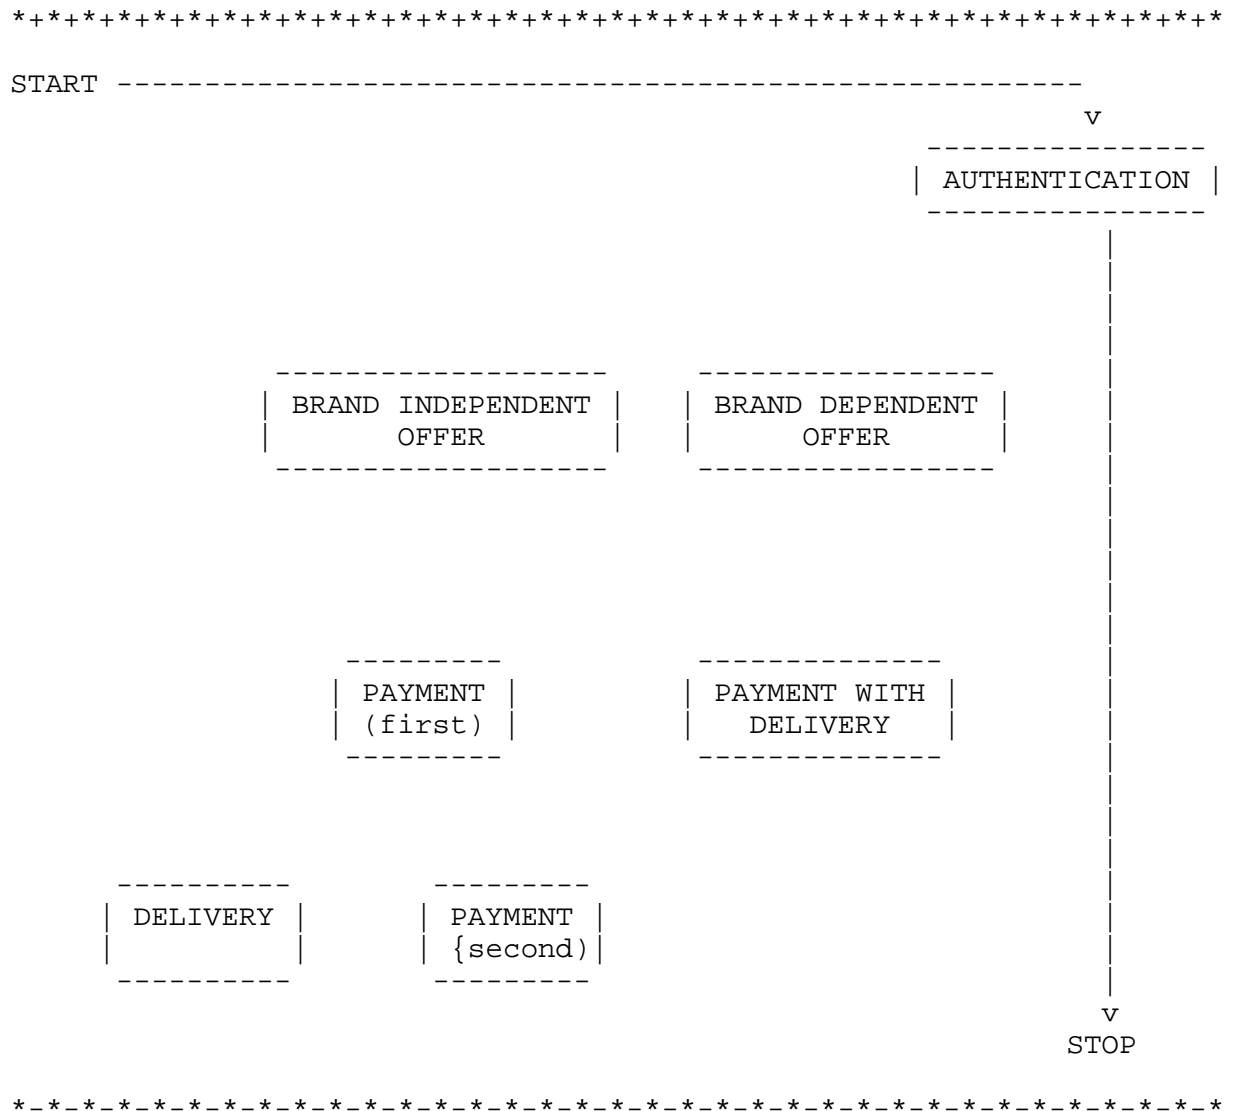 *+*+*+*+*+*+*+*+*+*+*+*+*+*+*+*+*+*+*+*+*+*+*+*+*+*+*+*+*+*+*+*+*+*+*
START -------------------------------------------------------
v
----------------
| AUTHENTICATION |
----------------
|
|
|
|
------------------- ----------------- |
| BRAND INDEPENDENT | | BRAND DEPENDENT | |
| OFFER | | OFFER | |
------------------- ----------------- |
|
|
|
|
|
--------- -------------- |
| PAYMENT | | PAYMENT WITH | |
| (first) | | DELIVERY | |
--------- -------------- |
|
|
|
---------- --------- |
| DELIVERY | | PAYMENT | |
| | | {second)| |
---------- --------- |
v
STOP
*-*-*-*-*-*-*-*-*-*-*-*-*-*-*-*-*-*-*-*-*-*-*-*-*-*-*-*-*-*-*-*-*-*-*